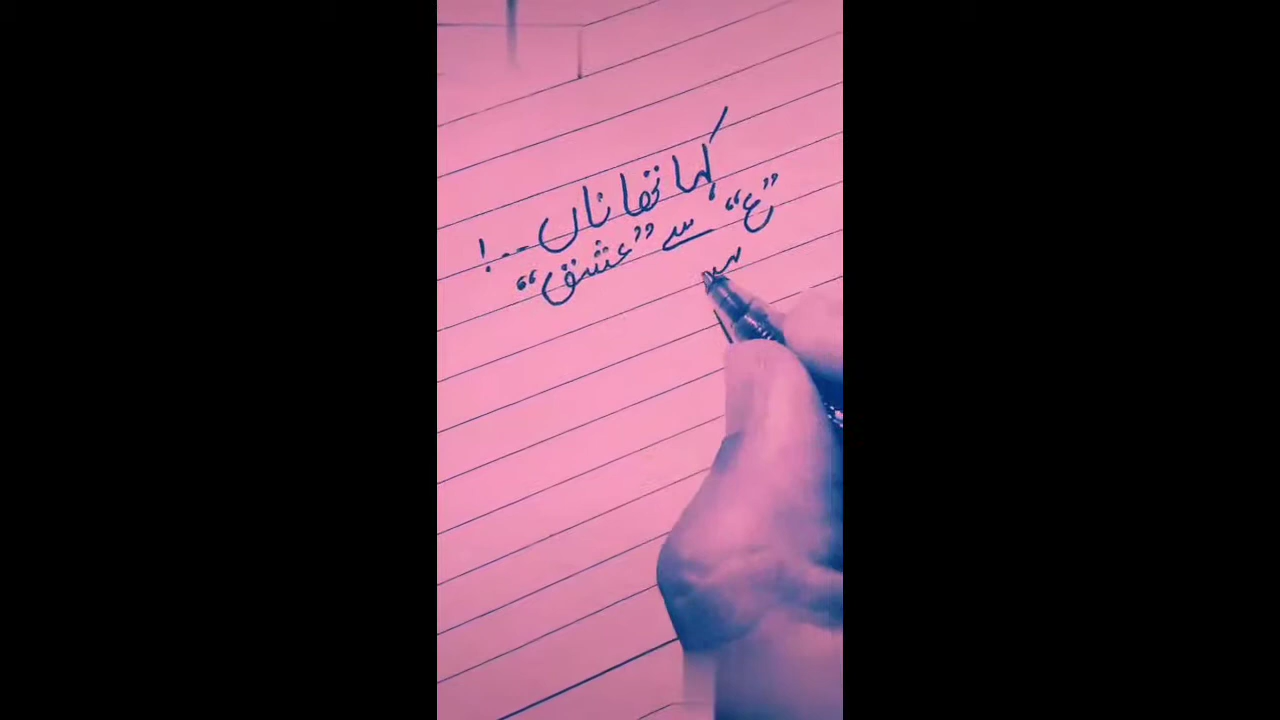 کہا تھا ناں --!
”ع“ سے ”عشق“